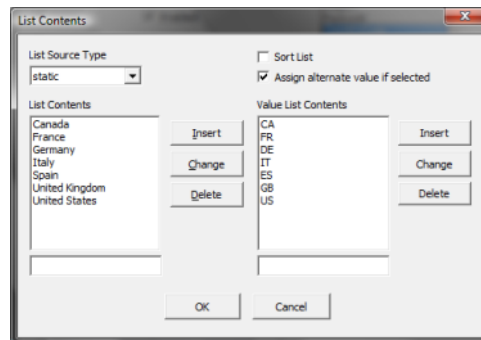 List Contents
List Source Type
static
Sort List
Assign alternate value if selected
List Contents
Canada
France
Germany
Italy
Spain
United Kingdom
United States
Insert
Change
Delete
Value List Contents
CA
FR
DE
IT
ES
GB
US
Insert
Change
Delete
OK
Cancel